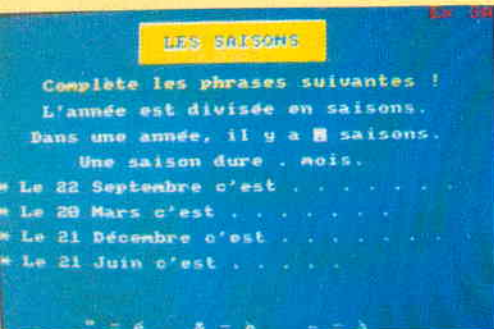 LES SAISONS
Complète les phrases suivantes !
L'année est divisée en saisons.
Dans une année, il y a saisons.
Une saison dure . mois.
* Le 22 Septembre c'est . . . . . . .
* Le 20 Mars c'est . . . . . . . . .
* Le 21 Décembre c'est . . . . . . .
* Le 21 Juin c'est . . . . .